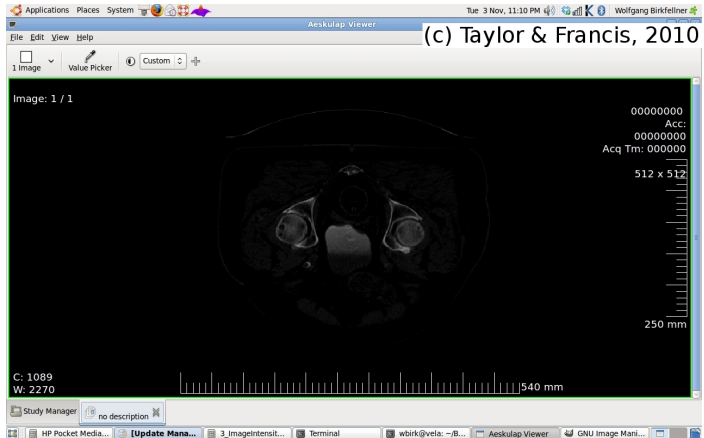 Applications Places System
Tue 3 Nov, 11:10 PM
Wolfgang Birkfellner
Aeskulap Viewer
(c) Taylor & Francis, 2010
File Edit View Help
1 Image
Value Picker
Custom
Image: 1 / 1
00000000
Acc:
00000000
Acq Tm: 000000
512 x 512
250 mm
C: 1089
W: 2270
540 mm
Study Manager
no description
HP Pocket Media...
[Update Mana...
3_ImageIntensit...
Terminal
wbirk@vela: ~/B...
Aeskulap Viewer
GNU Image Mani...